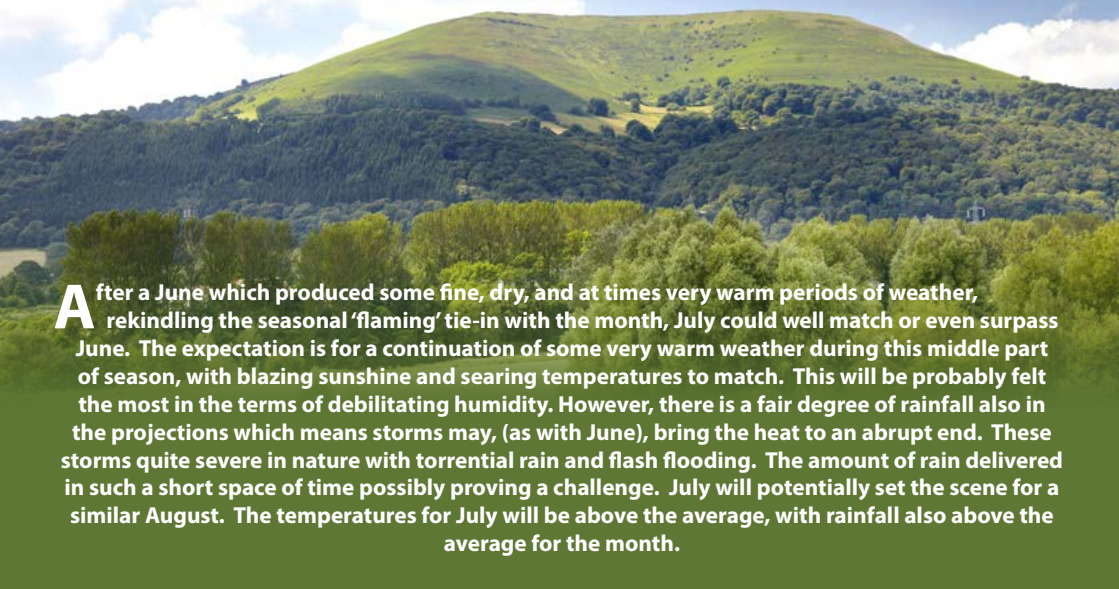 After a June which produced some fine, dry, and at times very warm periods of weather,
rekindling the seasonal ‘flaming’ tie-in with the month, July could well match or even surpass
June.  The expectation is for a continuation of some very warm weather during this middle part
of season, with blazing sunshine and searing temperatures to match.  This will be probably felt
the most in the terms of debilitating humidity. However, there is a fair degree of rainfall also in
the projections which means storms may, (as with June), bring the heat to an abrupt end.  These
storms quite severe in nature with torrential rain and flash flooding.  The amount of rain delivered
in such a short space of time possibly proving a challenge.  July will potentially set the scene for a
similar August.  The temperatures for July will be above the average, with rainfall also above the
average for the month.